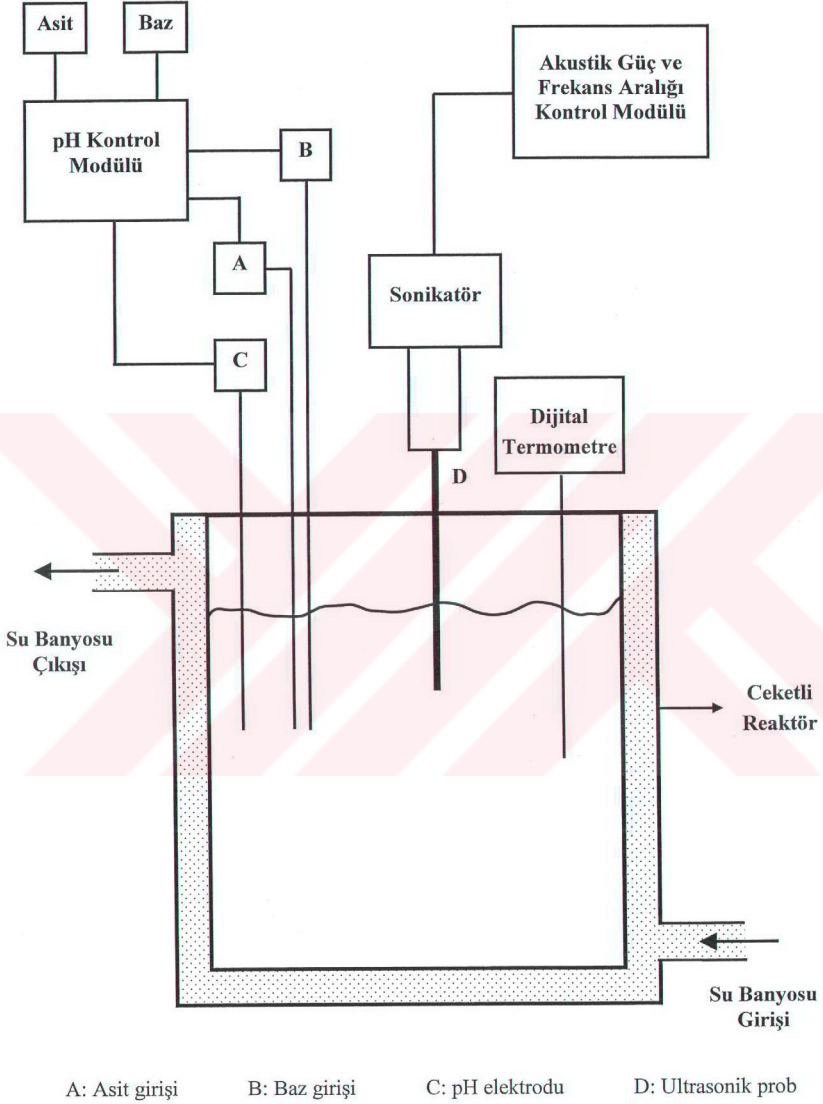 Asit
Baz
Akustik Güç ve
Frekans Aralığı
Kontrol Modülü
pH Kontrol
Modülü
B
A
Sonikatör
C
Dijital
Termometre
D
Su Banyosu
Çıkışı
Ceketli
Reaktör
Su Banyosu
Girişi
A: Asit girişi B: Baz girişi C: pH elektrodu D: Ultrasonik prob